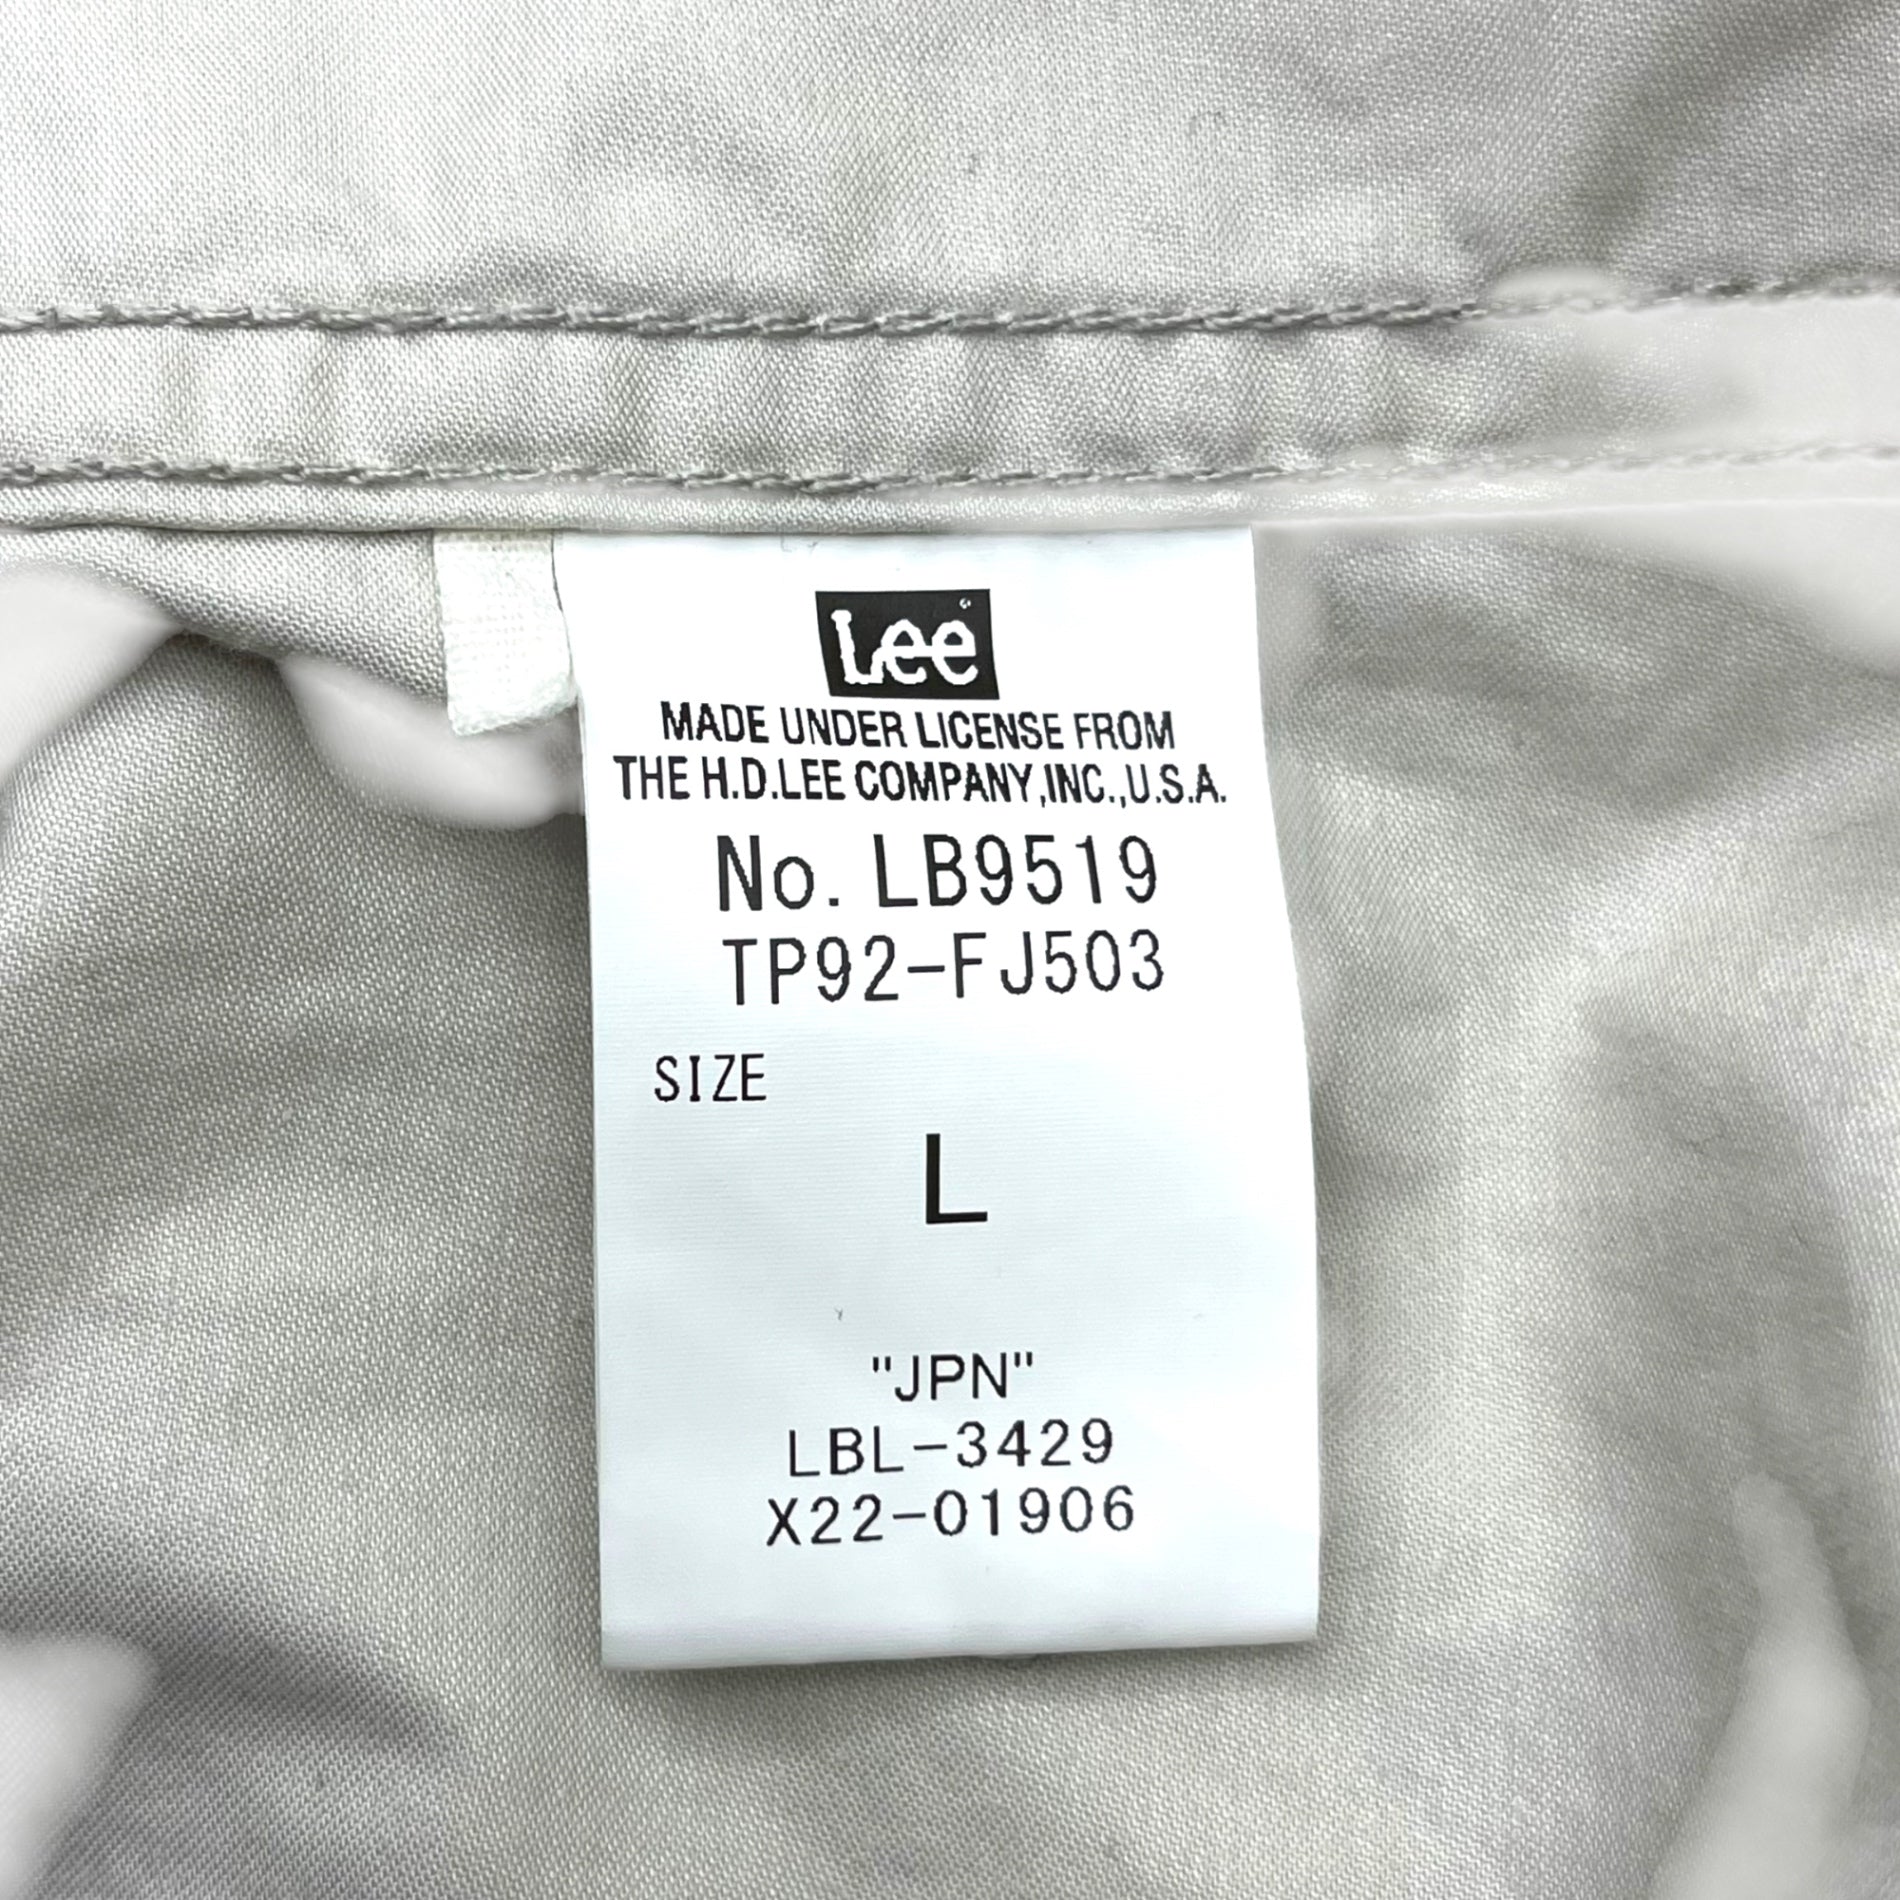 Lee
MADE UNDER LICENSE FROM
THE H.D.LEE COMPANY,INC.,U.S.A.
No. LB9519
TP92-FJ503
SIZE
L
"JPN"
LBL-3429
X22-01906